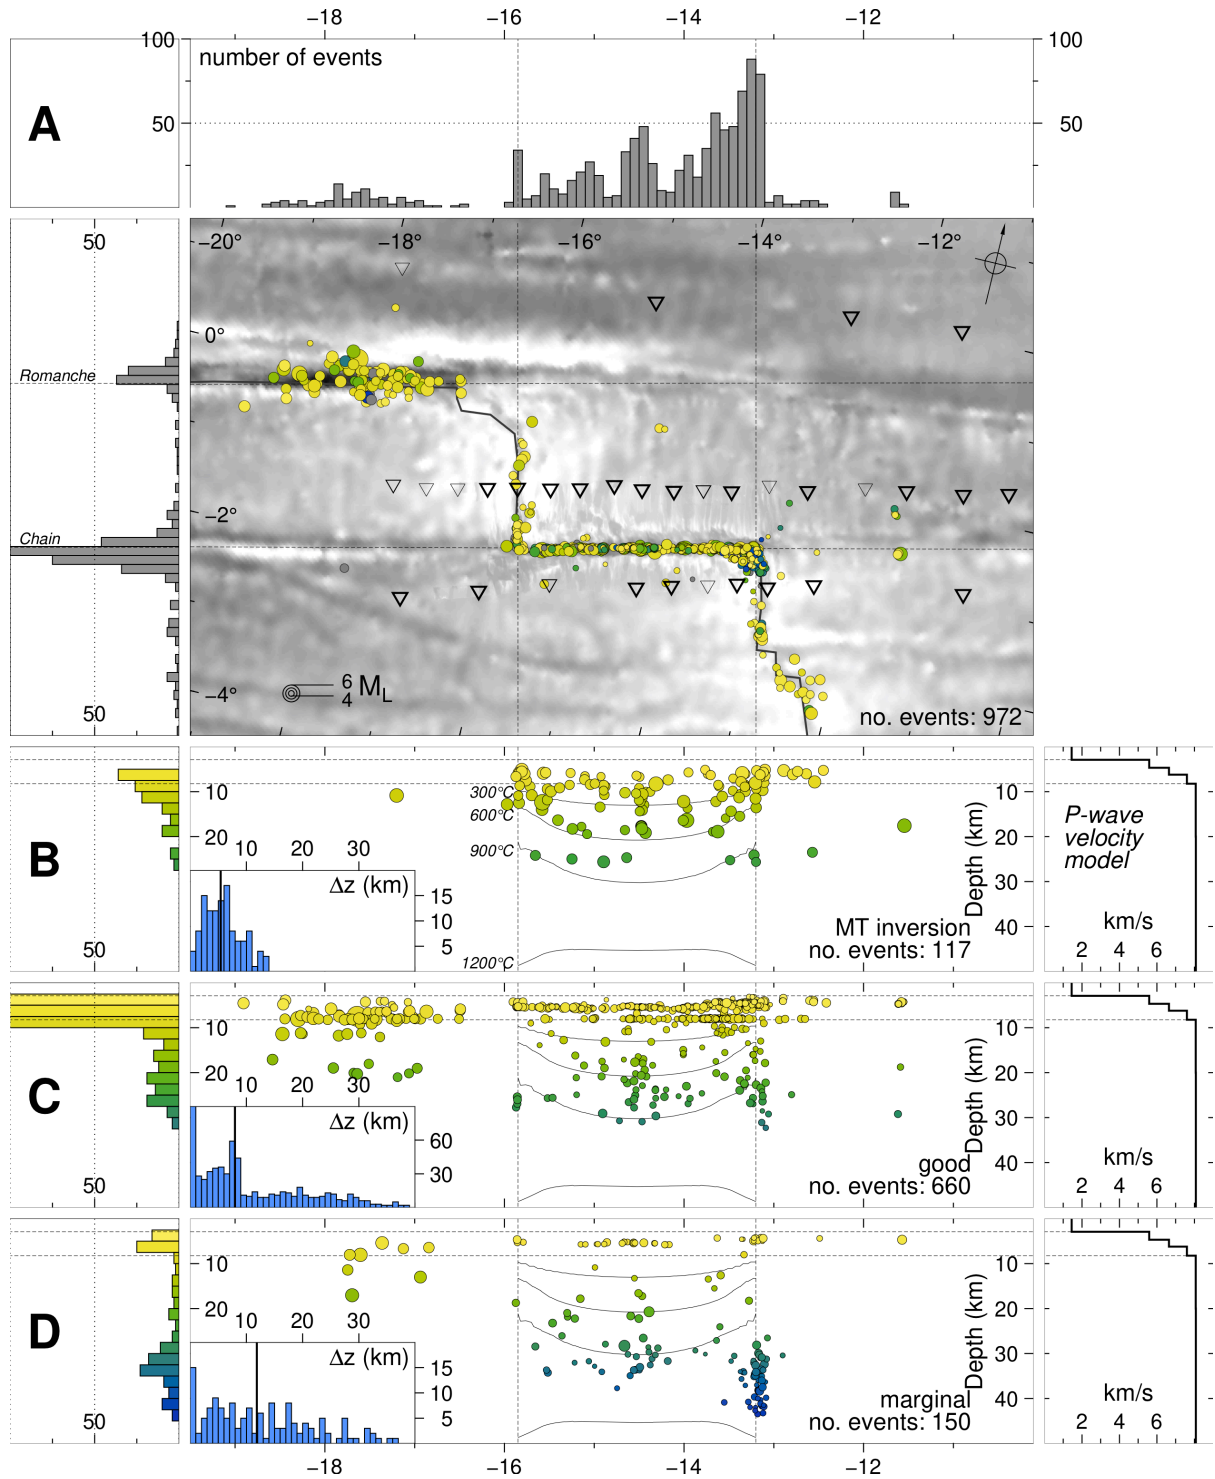 −18 −16 −14 −12
100 100
number of events
A
50 50
50 −20° −18° −16° −14° −12°
0°
Romanche
−2°
Chain
−4°
6 M_L
4
50
no. events: 972
10 300°C 10
600°C
P-wave
velocity
model
20 20
900°C
B
10 20 30
Δz (km)
15
10
5
Depth (km)
30
40
MT inversion
no. events: 117
km/s
2 4 6
50
1200°C
10 10
20 20
C
10 20 30
Δz (km)
60
30
Depth (km)
30
40
good
no. events: 660
km/s
2 4 6
50
10 10
20 20
D
10 20 30
Δz (km)
15
10
5
Depth (km)
30
40
marginal
no. events: 150
km/s
2 4 6
50
−18 −16 −14 −12